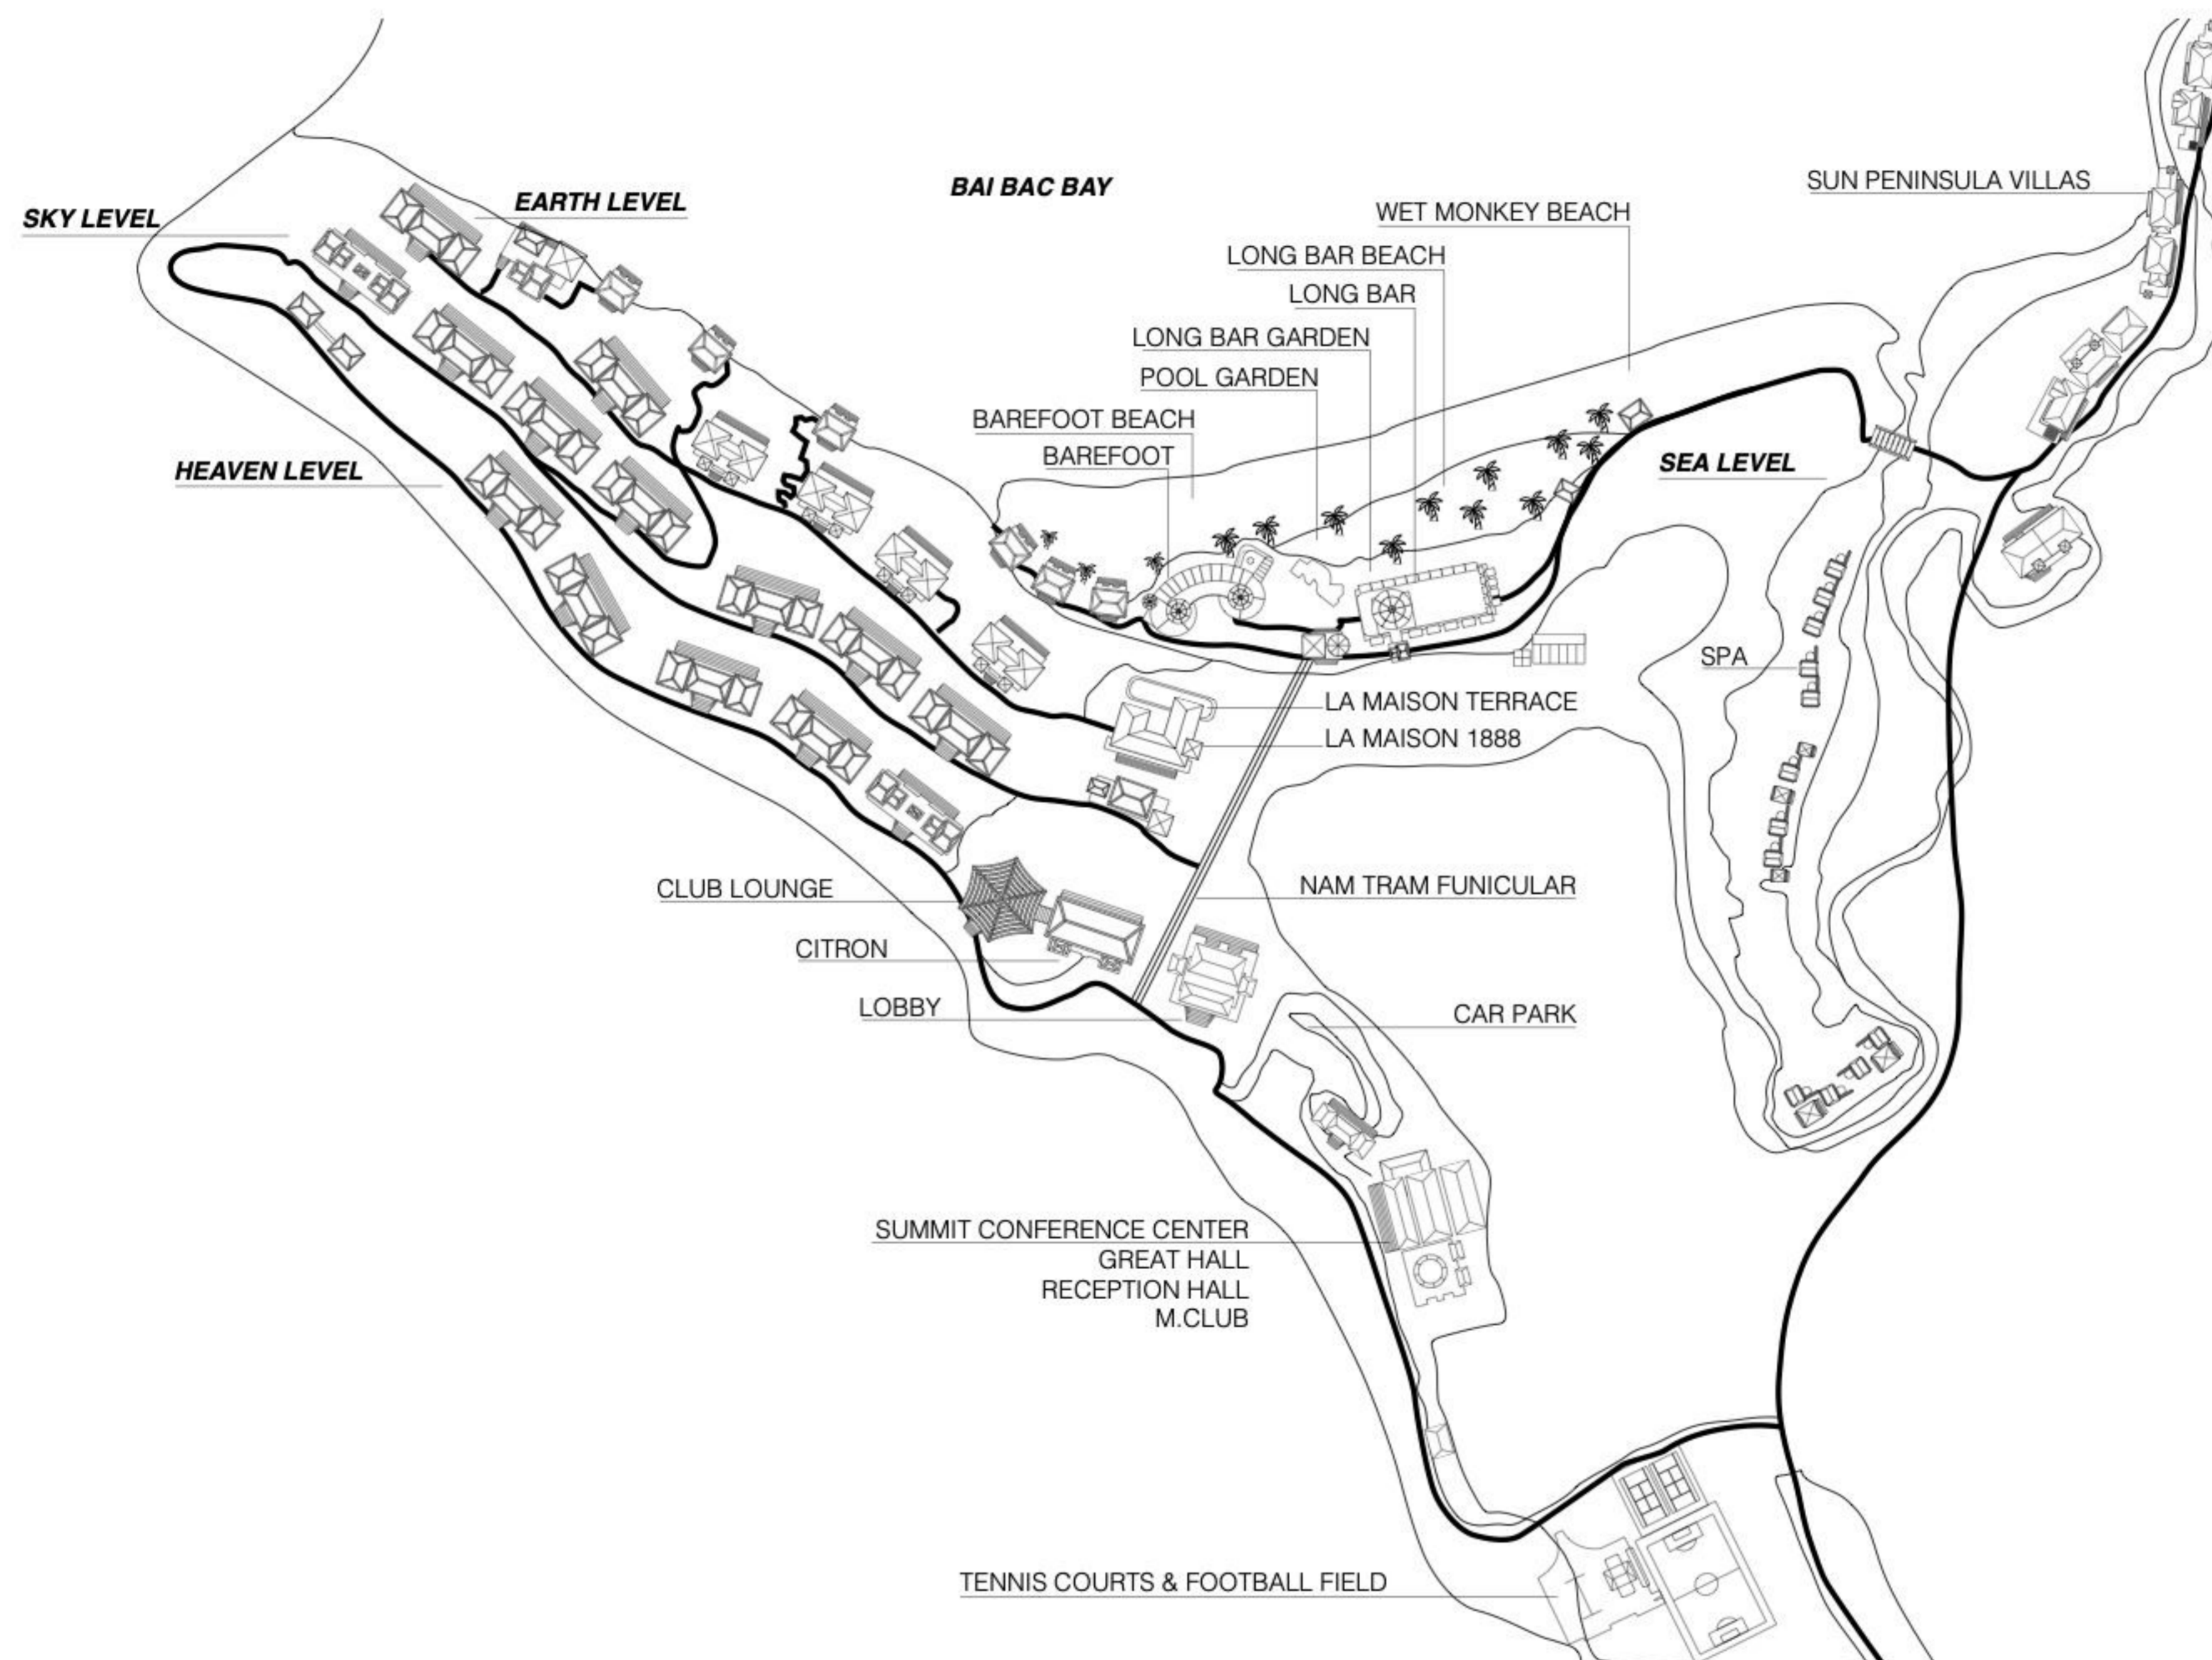 BAI BAC BAY
SUN PENINSULA VILLAS
EARTH LEVEL
SKY LEVEL
WET MONKEY BEACH
LONG BAR BEACH
LONG BAR
LONG BAR GARDEN
POOL GARDEN
BAREFOOT BEACH
BAREFOOT
SEA LEVEL
HEAVEN LEVEL
SPA
LA MAISON TERRACE
LA MAISON 1888
CLUB LOUNGE
NAM TRAM FUNICULAR
CITRON
LOBBY
CAR PARK
SUMMIT CONFERENCE CENTER
GREAT HALL
RECEPTION HALL
M.CLUB
TENNIS COURTS & FOOTBALL FIELD